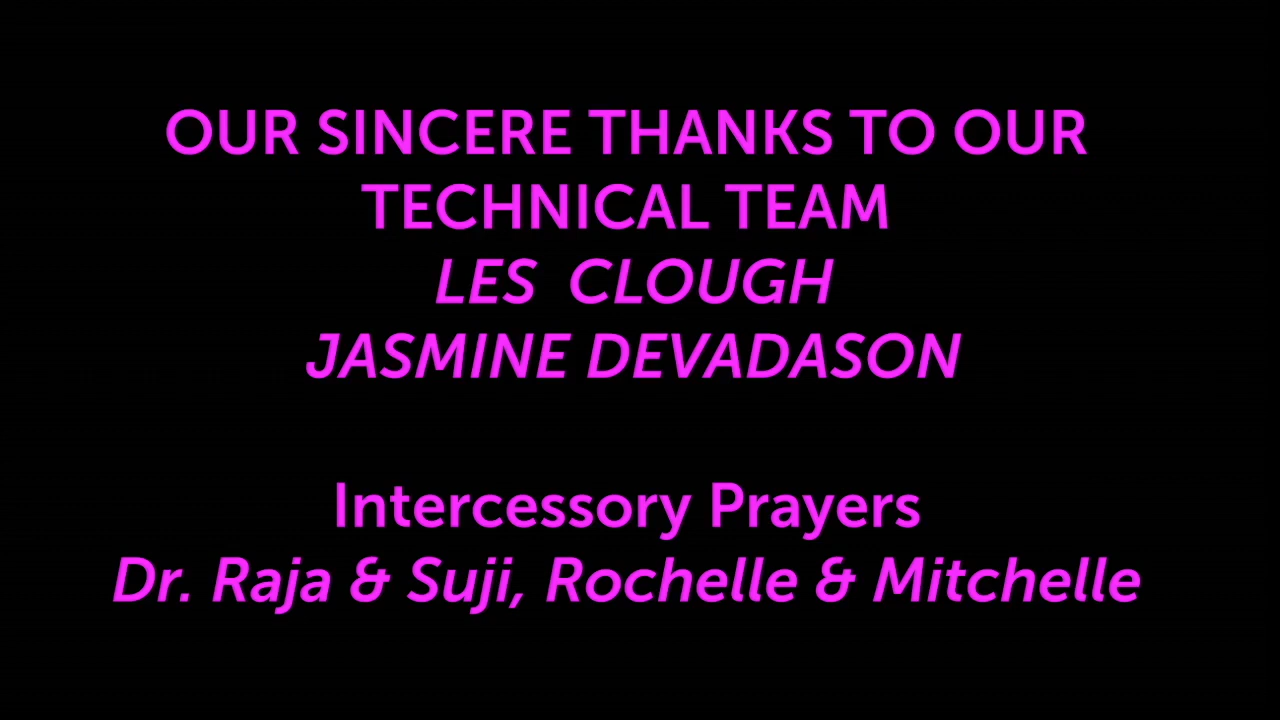 OUR SINCERE THANKS TO OUR
TECHNICAL TEAM
LES  CLOUGH
JASMINE DEVADASON
Intercessory Prayers
Dr. Raja & Suji, Rochelle & Mitchelle